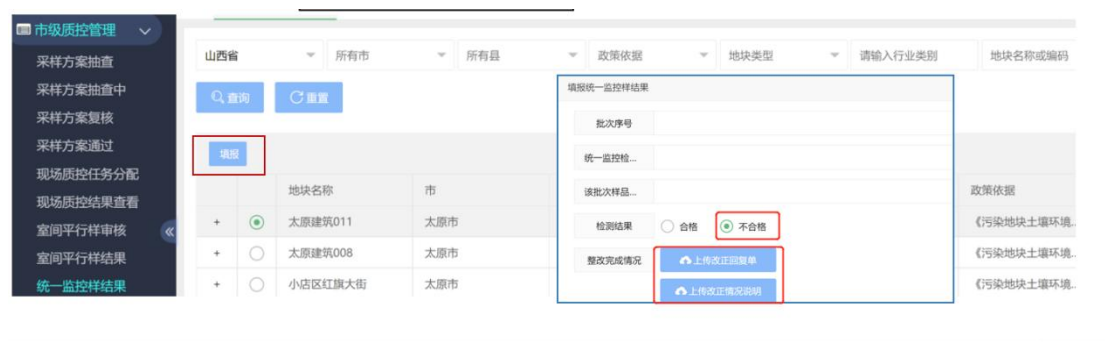 市级质控管理
采样方案抽查
采样方案抽查中
采样方案复核
采样方案通过
现场质控任务分配
现场质控结果查看
室间平行样审核
室间平行样结果
统一监控样结果
山西省 所有市 所有县 政策依据 地块类型 请输入行业类别 地块名称或编码
查询 重置
填报
地块名称 市 政策依据
+ 太原建筑011 太原市 《污染地块土壤环境..
+ 太原建筑008 太原市 《污染地块土壤环境..
+ 小店区红旗大街 太原市 《污染地块土壤环境..
填报统一监控样结果
批次序号
统一监控检...
该批次样品...
检测结果 合格 不合格
整改完成情况 上传改正回复单
上传改正情况说明